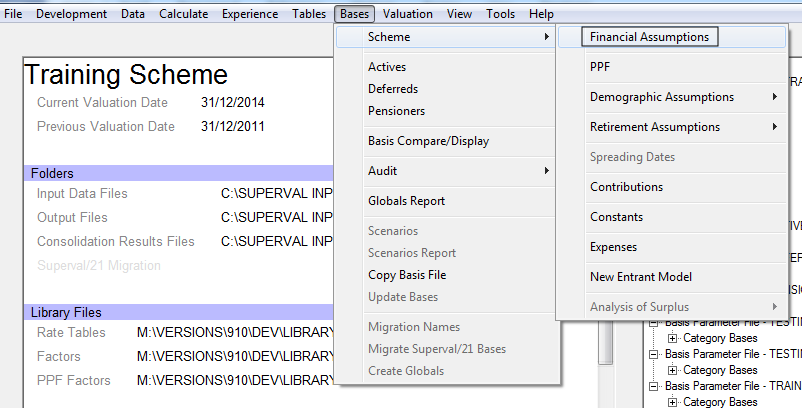 File Development Data Calculate Experience Tables Bases Valuation View Tools Help
Training Scheme
Current Valuation Date 31/12/2014
Previous Valuation Date 31/12/2011
Folders
Input Data Files C:\SUPERVAL INP
Output Files C:\SUPERVAL INP
Consolidation Results Files C:\SUPERVAL INP
Superval/21 Migration
Library Files
Rate Tables M:\VERSIONS\910\DEV\LIBRARY
Factors M:\VERSIONS\910\DEV\LIBRARY
PPF Factors M:\VERSIONS\910\DEV\LIBRARY
Scheme
Actives
Deferreds
Pensioners
Basis Compare/Display
Audit
Globals Report
Scenarios
Scenarios Report
Copy Basis File
Update Bases
Migration Names
Migrate Superval/21 Bases
Create Globals
Financial Assumptions
PPF
Demographic Assumptions
Retirement Assumptions
Spreading Dates
Contributions
Constants
Expenses
New Entrant Model
Analysis of Surplus
Basis Parameter File - TESTIN
Category Bases
Basis Parameter File - TESTIN
Category Bases
Basis Parameter File - TRAIN
Category Bases